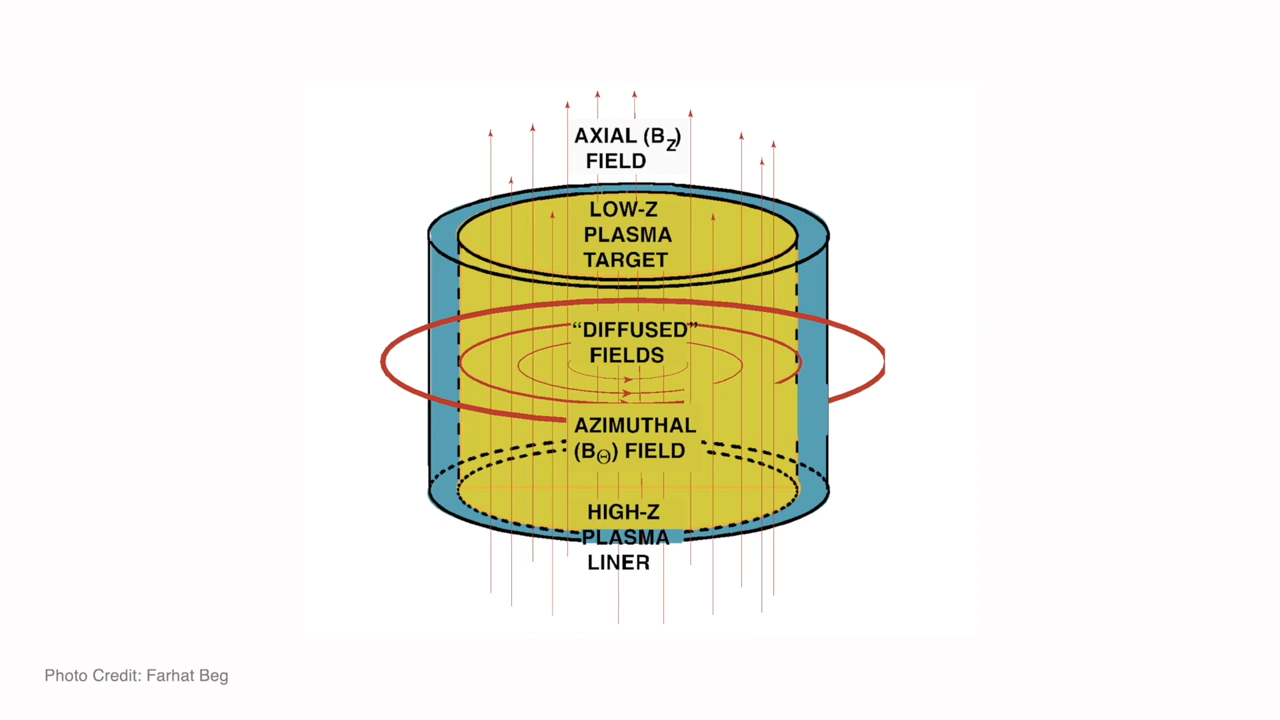 AXIAL (BZ)
FIELD
LOW-Z
PLASMA
TARGET
“DIFFUSED”
FIELDS
AZIMUTHAL
(BΘ) FIELD
HIGH-Z
PLASMA
LINER
Photo Credit: Farhat Beg